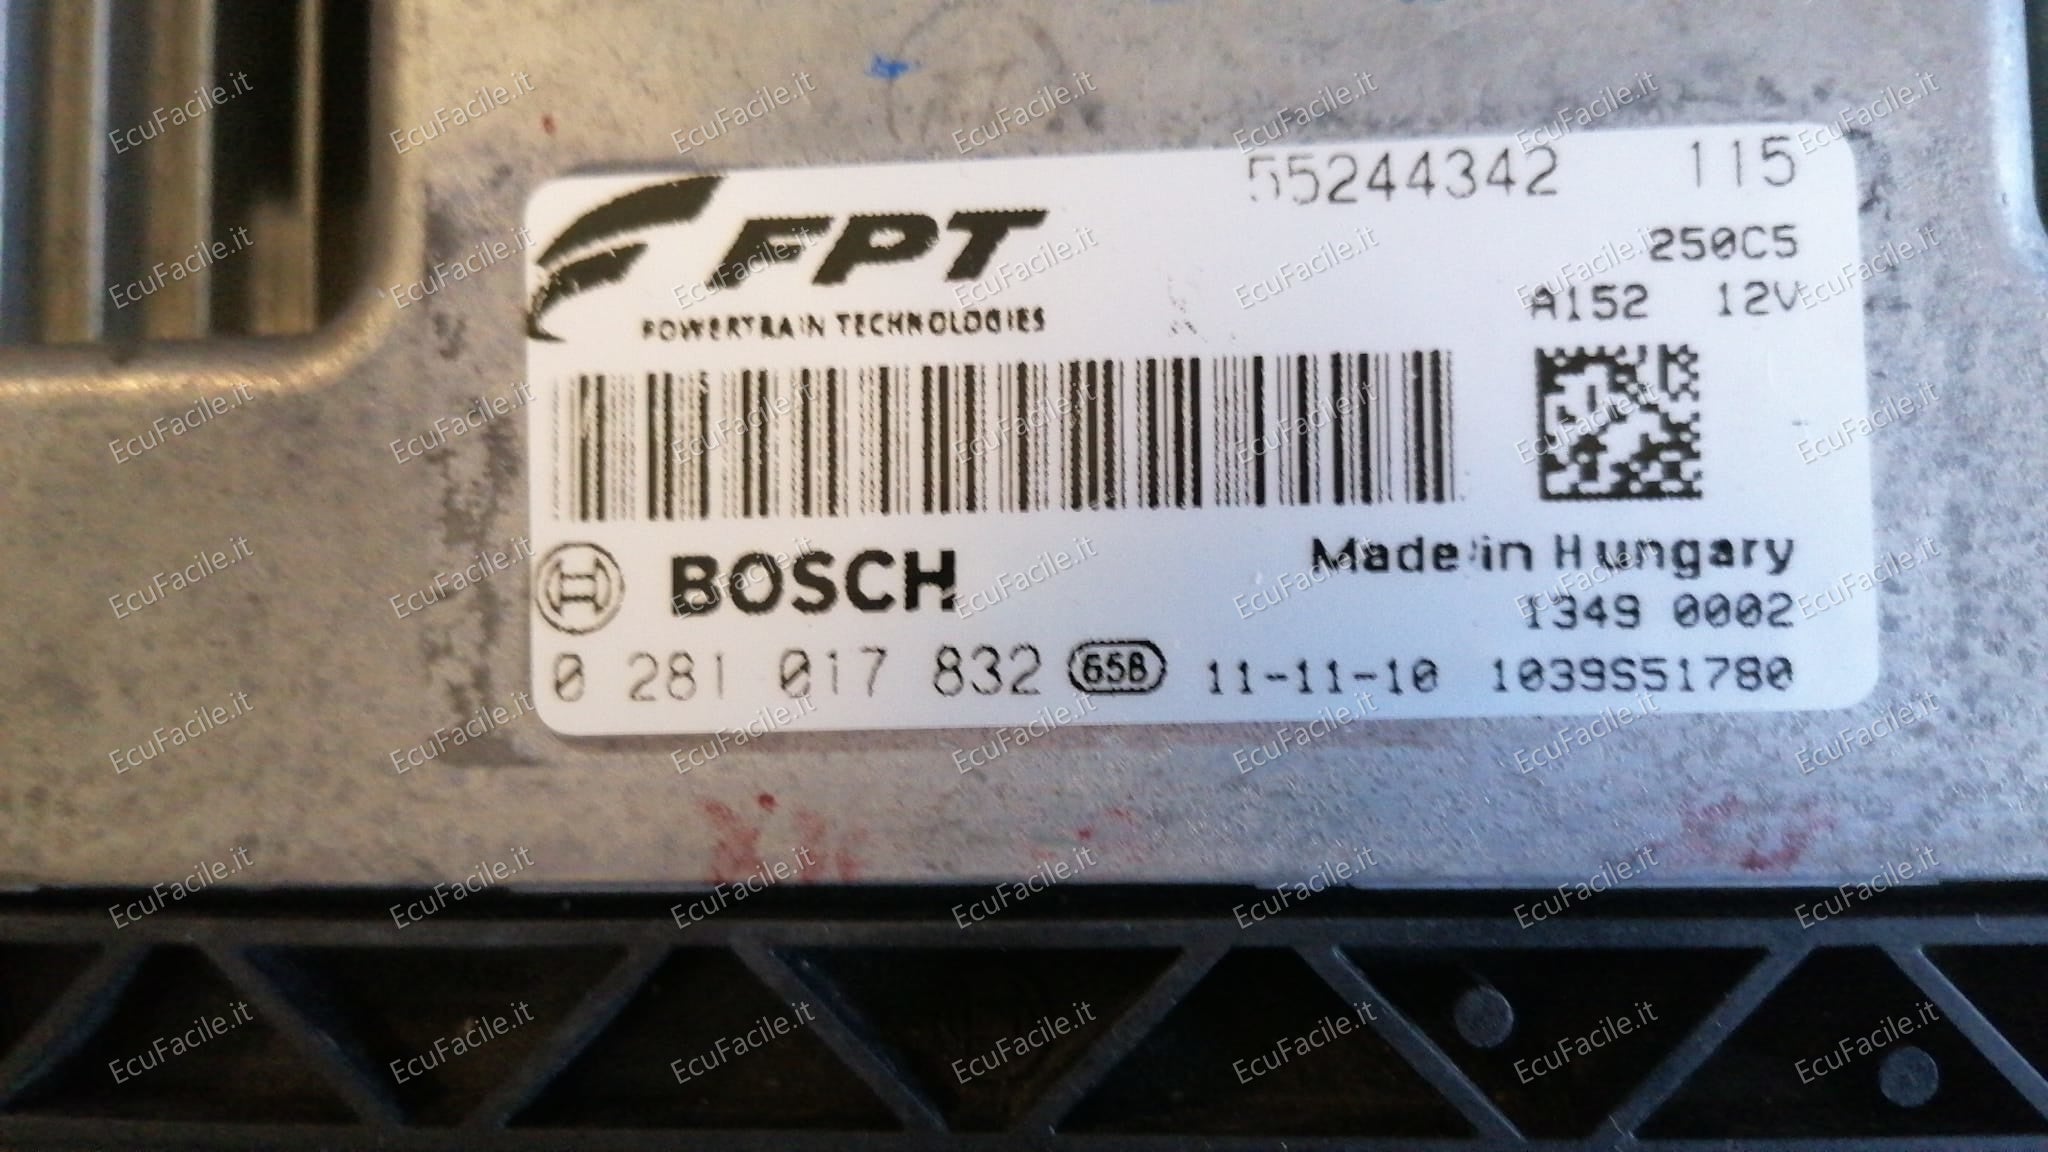 55244342 115
FPT
250C5
A152 12V
POWERTRAIN TECHNOLOGIES
BOSCH
Made in Hungary
1349 0002
0 281 017 832 658 11-11-10 1039S51780
EcuFacile.it